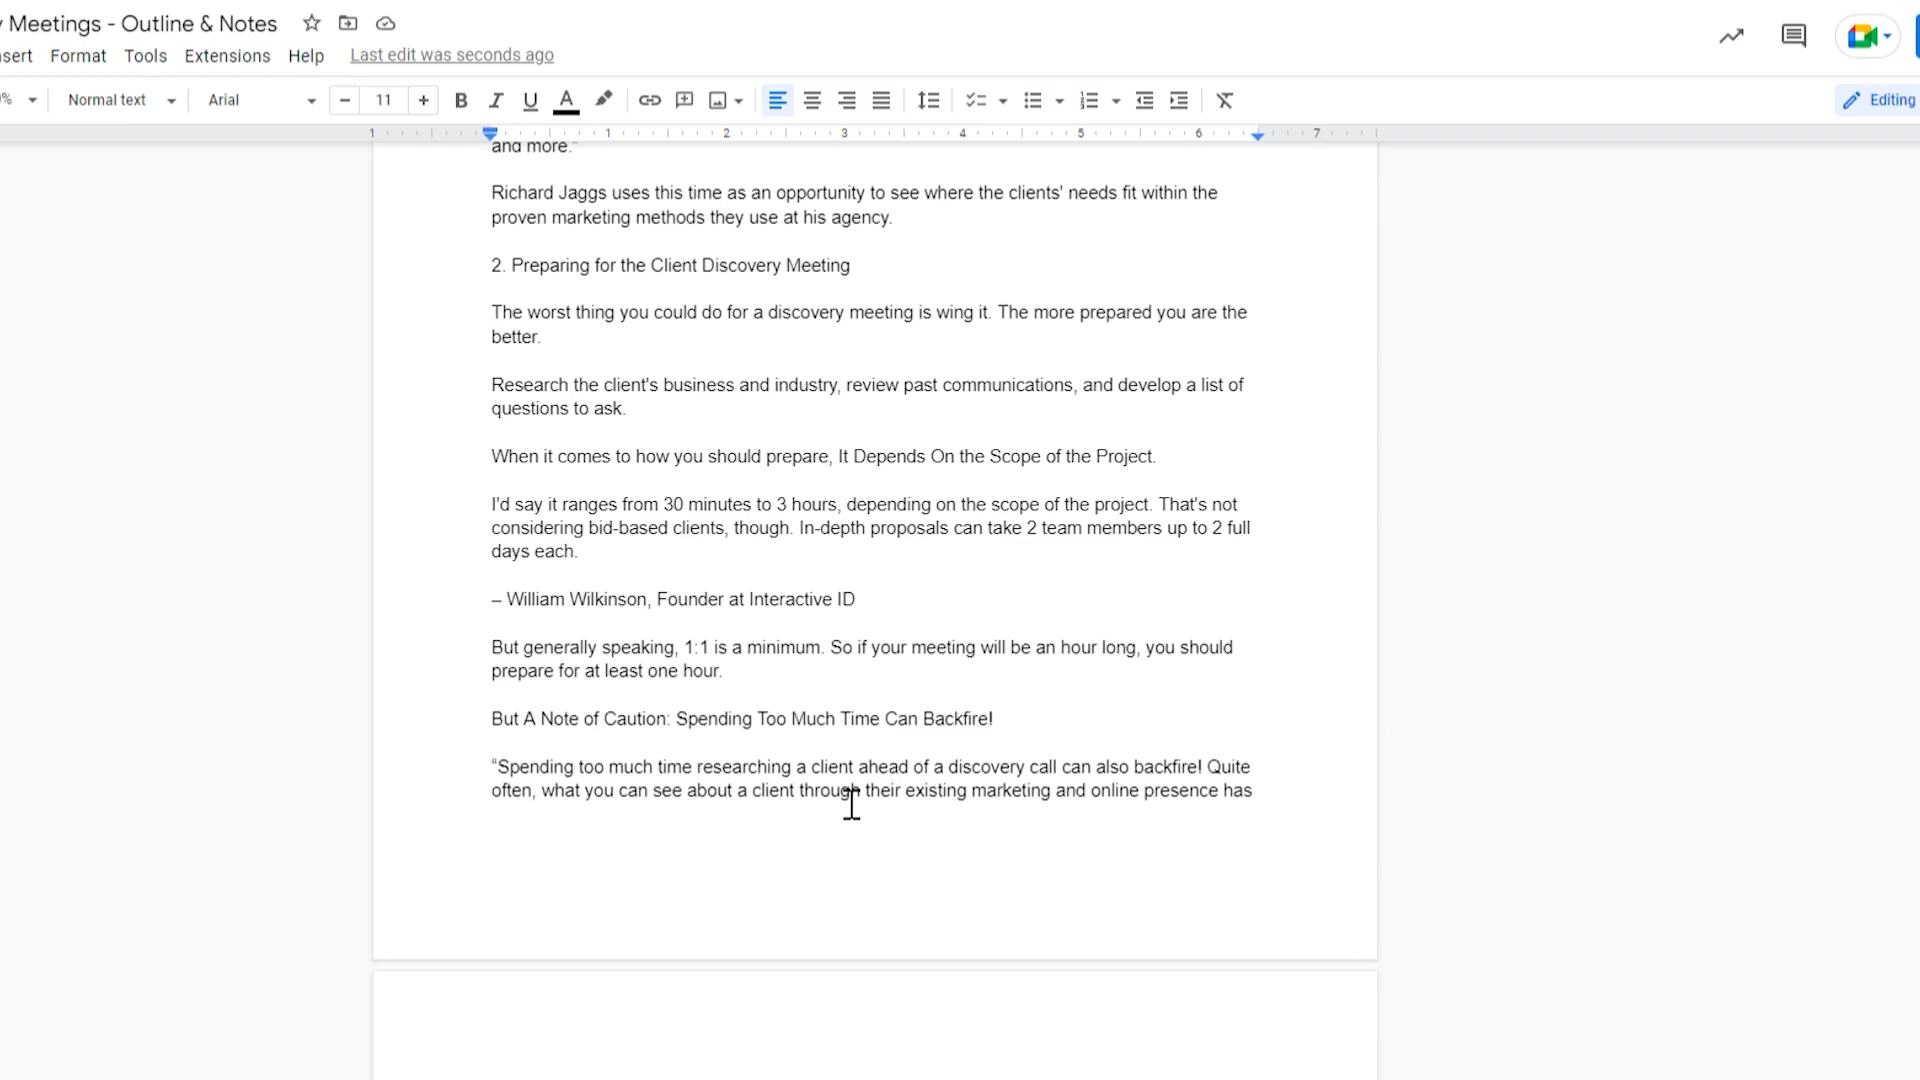 y Meetings - Outline & Notes
nsert Format Tools Extensions Help Last edit was seconds ago
% Normal text Arial − 11 + B I U A Editing
1 1 2 3 4 5 6 7
and more."
Richard Jaggs uses this time as an opportunity to see where the clients' needs fit within the
proven marketing methods they use at his agency.
2. Preparing for the Client Discovery Meeting
The worst thing you could do for a discovery meeting is wing it. The more prepared you are the
better.
Research the client's business and industry, review past communications, and develop a list of
questions to ask.
When it comes to how you should prepare, It Depends On the Scope of the Project.
I'd say it ranges from 30 minutes to 3 hours, depending on the scope of the project. That's not
considering bid-based clients, though. In-depth proposals can take 2 team members up to 2 full
days each.
– William Wilkinson, Founder at Interactive ID
But generally speaking, 1:1 is a minimum. So if your meeting will be an hour long, you should
prepare for at least one hour.
But A Note of Caution: Spending Too Much Time Can Backfire!
“Spending too much time researching a client ahead of a discovery call can also backfire! Quite
often, what you can see about a client through their existing marketing and online presence has